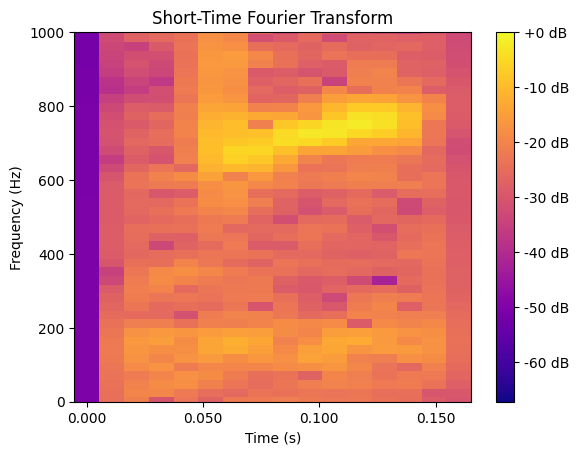 Short-Time Fourier Transform
1000
800
600
400
200
0
Frequency (Hz)
0.000
0.050
0.100
0.150
Time (s)
+0 dB
-10 dB
-20 dB
-30 dB
-40 dB
-50 dB
-60 dB